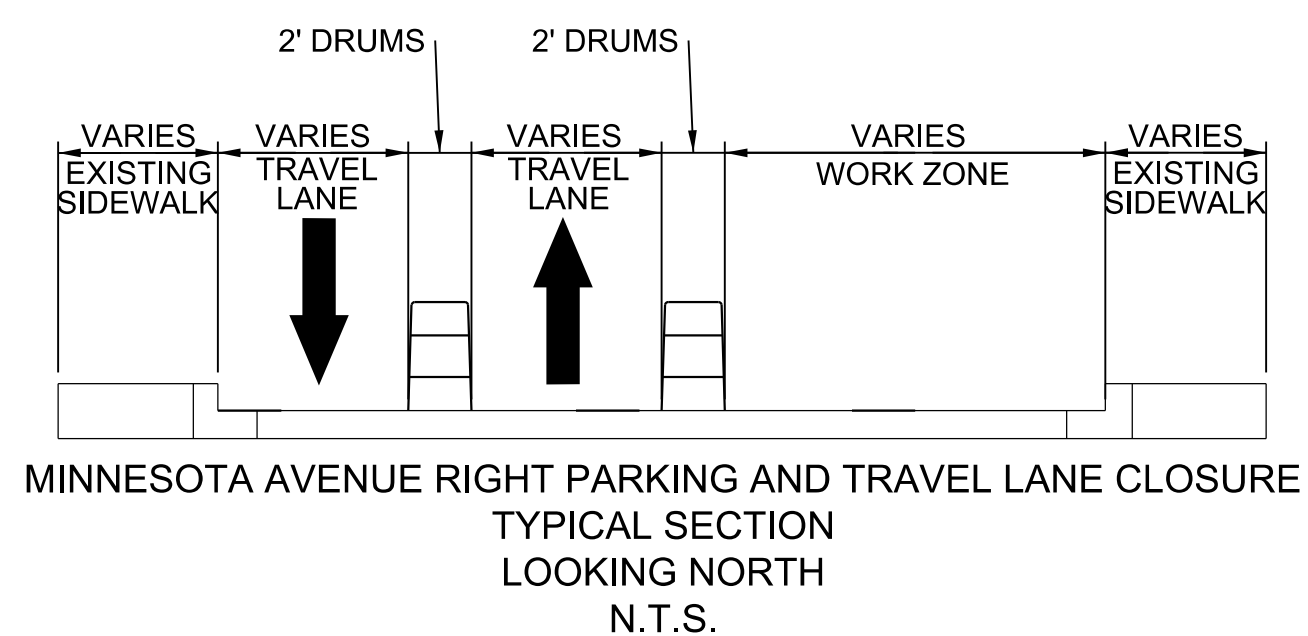 2' DRUMS 2' DRUMS
VARIES VARIES VARIES VARIES VARIES
EXISTING SIDEWALK
TRAVEL LANE
TRAVEL LANE
WORK ZONE
EXISTING SIDEWALK
MINNESOTA AVENUE RIGHT PARKING AND TRAVEL LANE CLOSURE
TYPICAL SECTION
LOOKING NORTH
N.T.S.